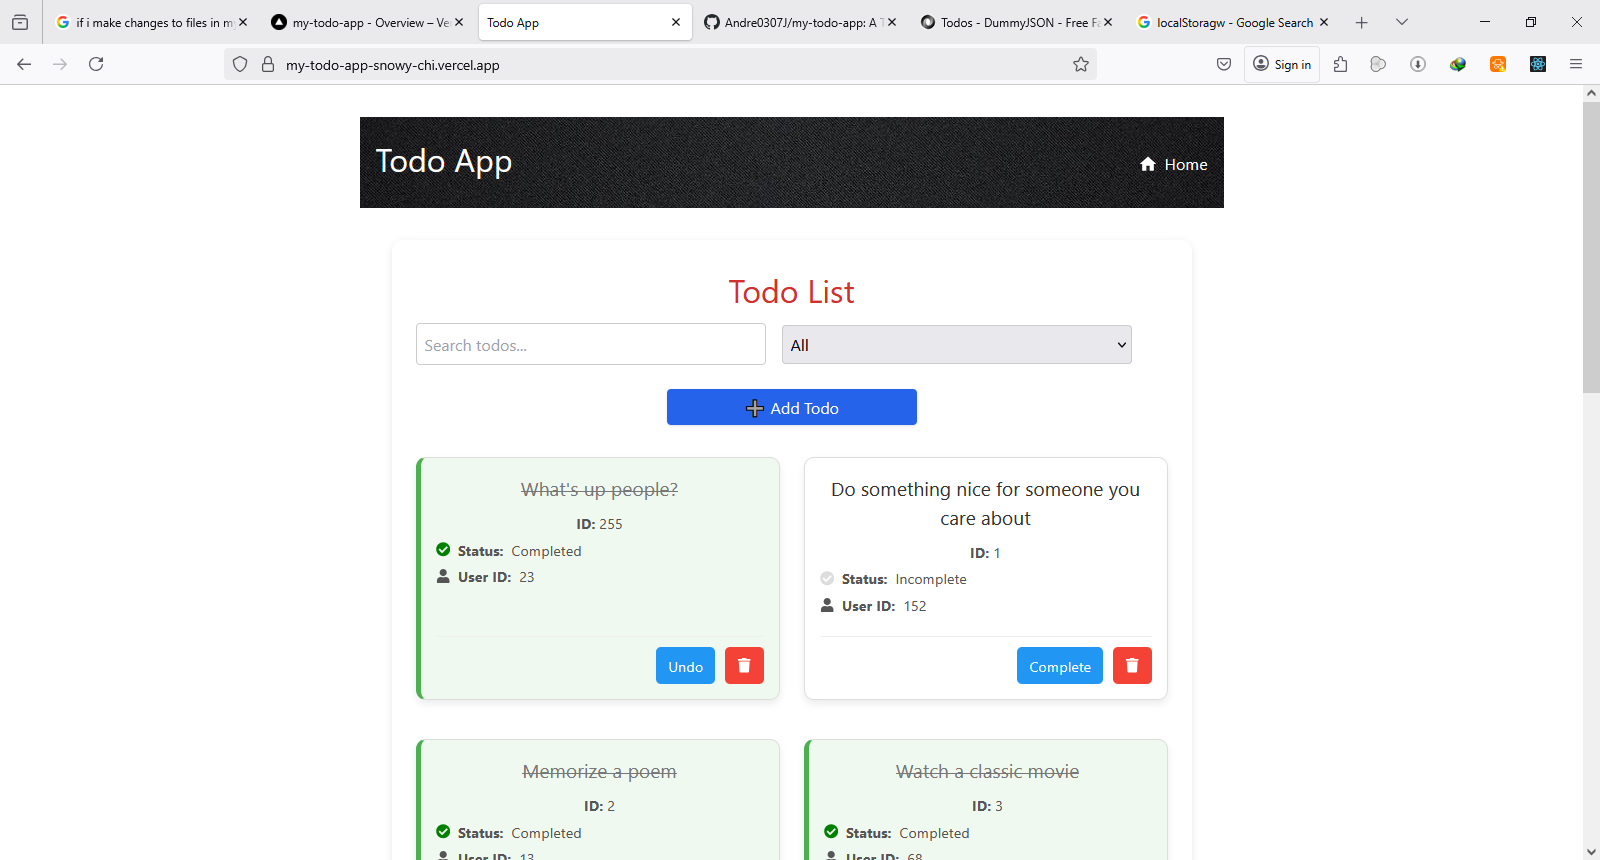 if i make changes to files in my
my-todo-app - Overview – Ve
Todo App
Andre0307J/my-todo-app: A T
Todos - DummyJSON - Free Fa
localStoragw - Google Search
my-todo-app-snowy-chi.vercel.app
Sign in
Todo App
Home
Todo List
Search todos...
All
Add Todo
What's up people?
ID: 255
Status: Completed
User ID: 23
Undo
Do something nice for someone you
care about
ID: 1
Status: Incomplete
User ID: 152
Complete
Memorize a poem
ID: 2
Status: Completed
User ID: 13
Watch a classic movie
ID: 3
Status: Completed
User ID: 68